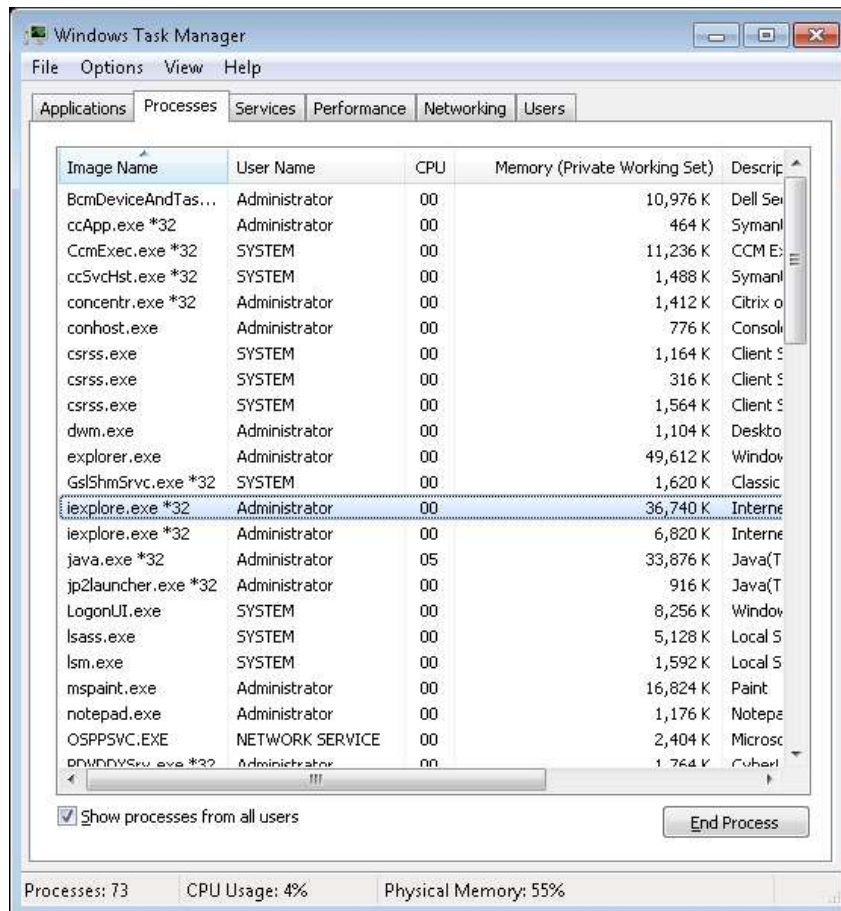 Windows Task Manager
File Options View Help
Applications Processes Services Performance Networking Users
Image Name User Name CPU Memory (Private Working Set) Descrip
BcmDeviceAndTas... Administrator 00 10,976 K Dell Se
ccApp.exe *32 Administrator 00 464 K Syman
CcmExec.exe *32 SYSTEM 00 11,236 K CCM E
ccSvcHst.exe *32 SYSTEM 00 1,488 K Syman
concentr.exe *32 Administrator 00 1,412 K Citrix o
conhost.exe Administrator 00 776 K Consol
csrss.exe SYSTEM 00 1,164 K Client S
csrss.exe SYSTEM 00 316 K Client S
csrss.exe SYSTEM 00 1,564 K Client S
dwm.exe Administrator 00 1,104 K Deskto
explorer.exe Administrator 00 49,612 K Window
GslShmSrvc.exe *32 SYSTEM 00 1,620 K Classic
iexplore.exe *32 Administrator 00 36,740 K Interne
iexplore.exe *32 Administrator 00 6,820 K Interne
java.exe *32 Administrator 05 33,876 K Java(T
jp2launcher.exe *32 Administrator 00 916 K Java(T
LogonUI.exe SYSTEM 00 8,256 K Window
lsass.exe SYSTEM 00 5,128 K Local S
lsm.exe SYSTEM 00 1,592 K Local S
mspaint.exe Administrator 00 16,824 K Paint
notepad.exe Administrator 00 1,176 K Notepa
OSPPSVC.EXE NETWORK SERVICE 00 2,404 K Microso
PDVDDXSrv.exe *32 Administrator 00 1,764 K CyberL
Show processes from all users
End Process
Processes: 73 CPU Usage: 4% Physical Memory: 55%